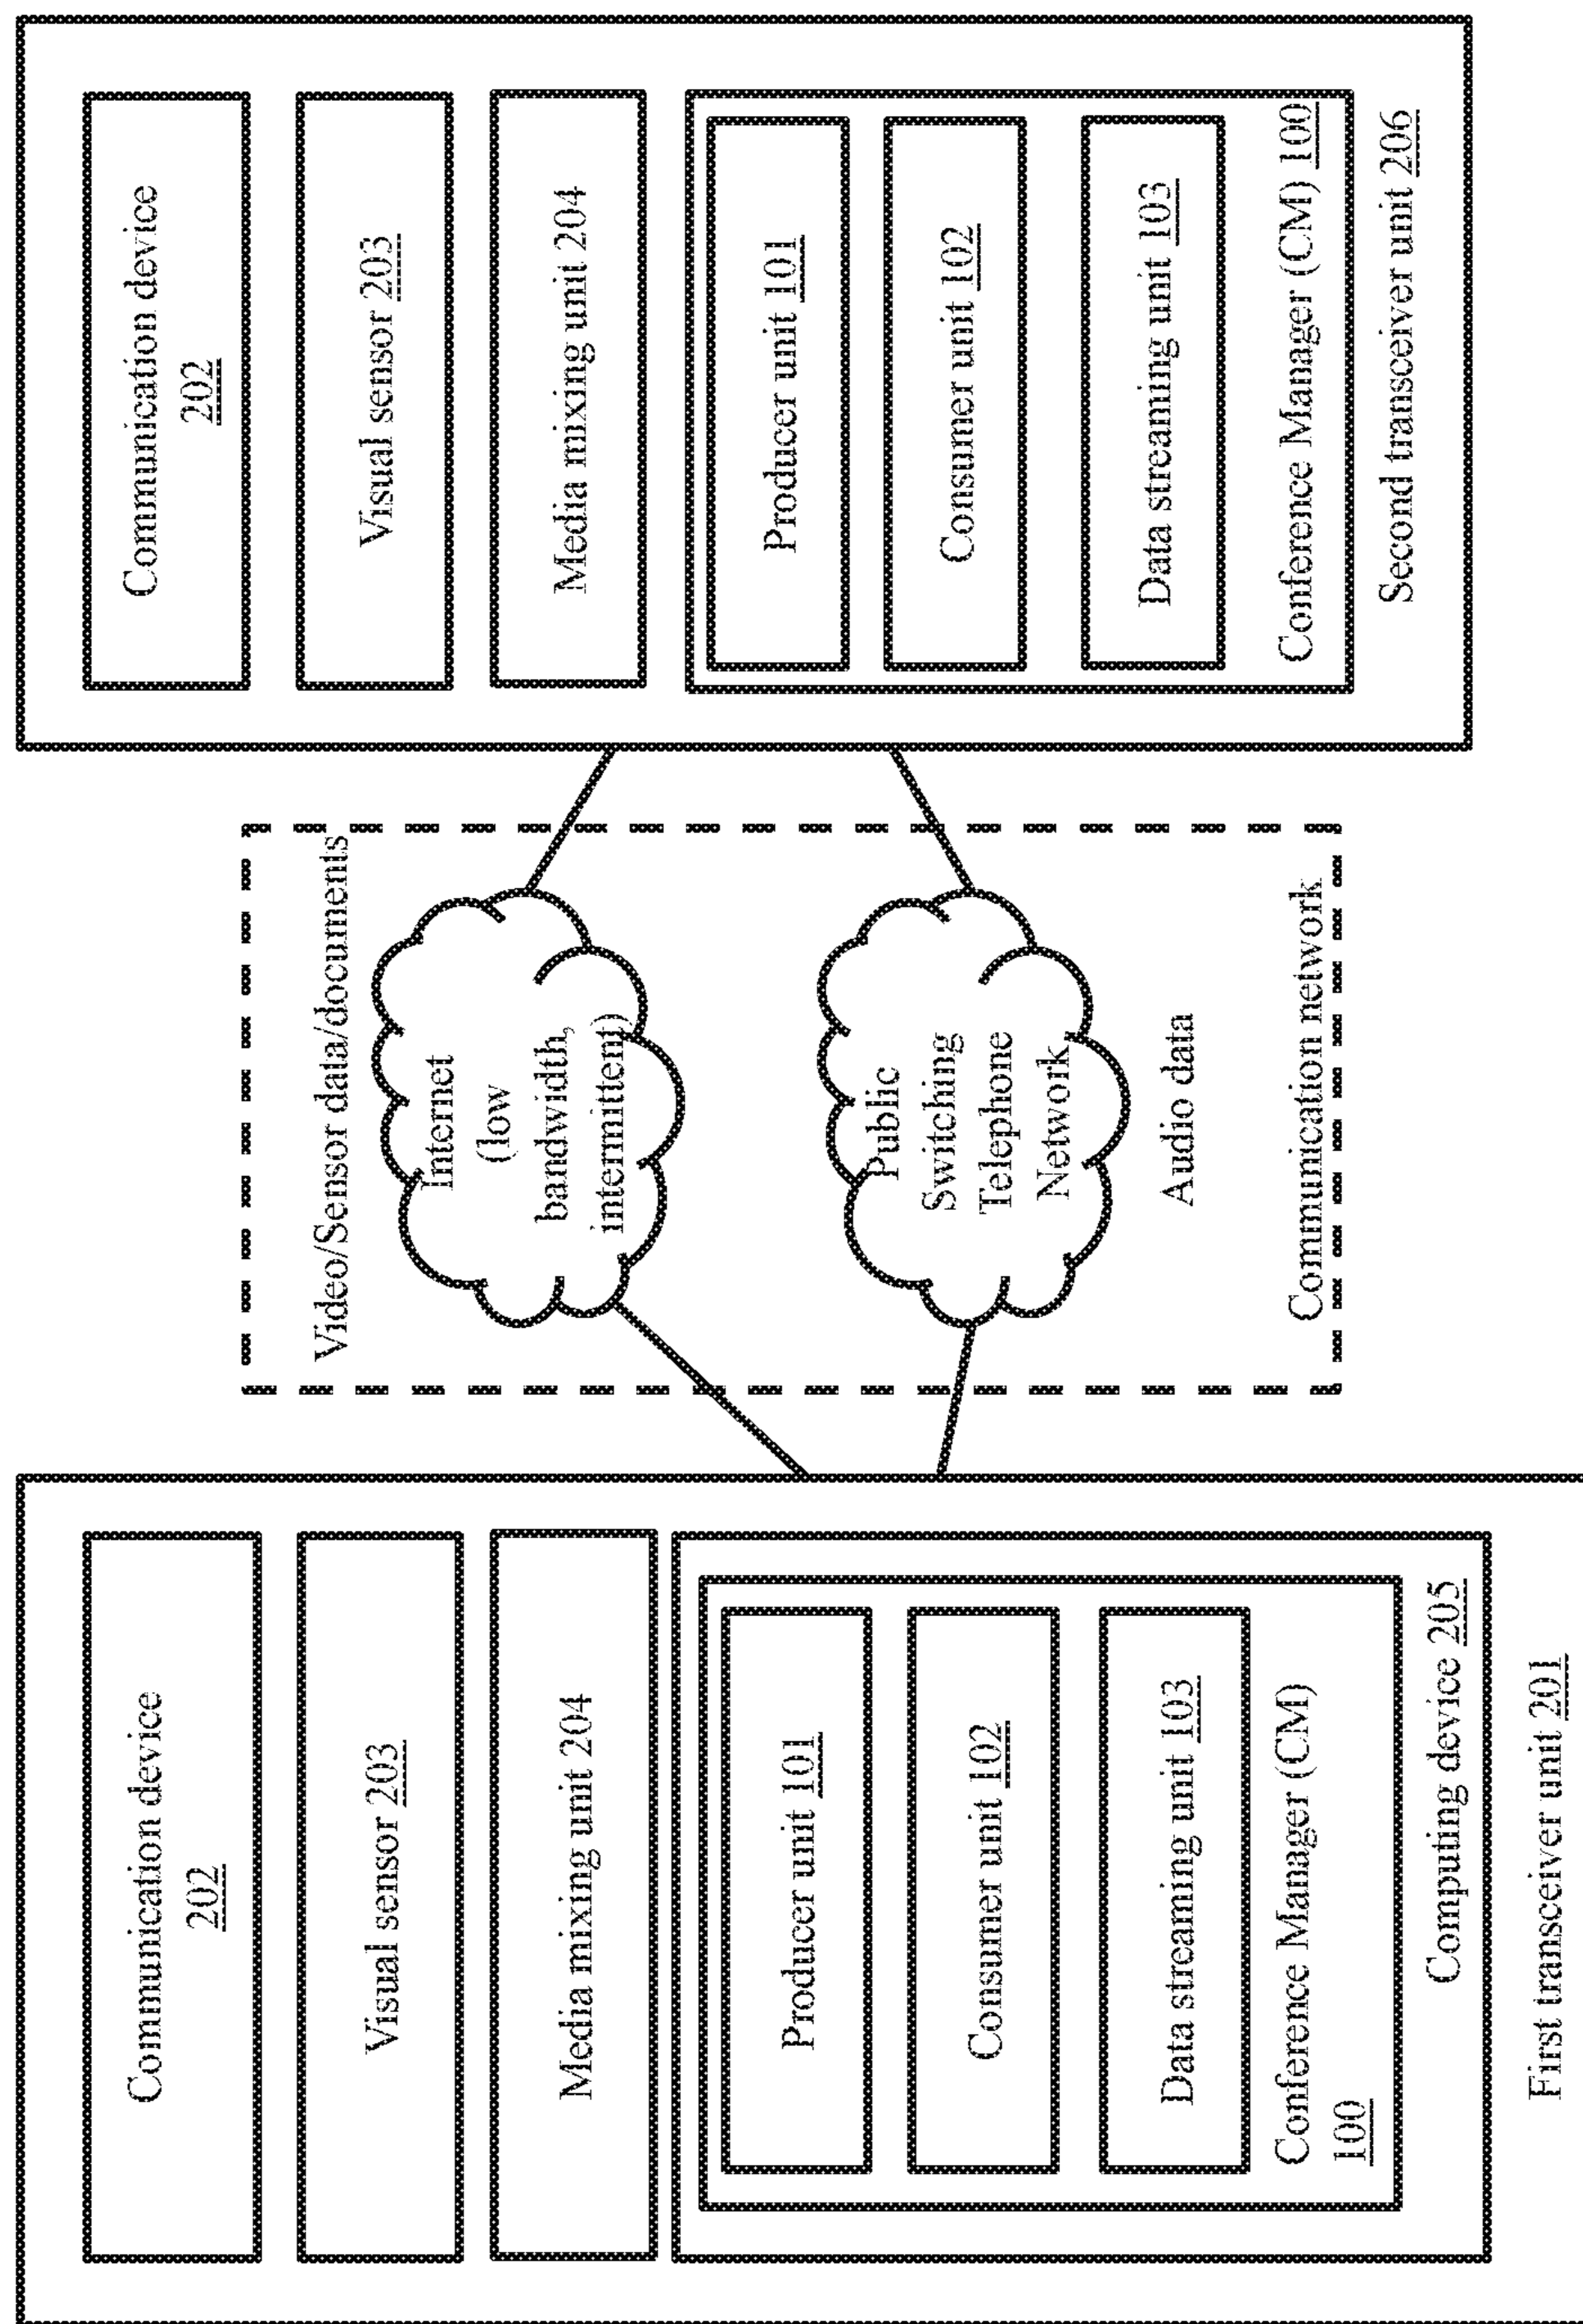 Communication device
202
Visual sensor 203
Media mixing unit 204
Producer unit 101
Consumer unit 102
Data streaming unit 103
Conference Manager (CM)
100
Computing device 205
First transceiver unit 201
Video/Sensor data/documents
Internet
(low
bandwidth,
intermittent)
Public
Switching
Telephone
Network
Audio data
Communication network
Communication device
202
Visual sensor 203
Media mixing unit 204
Producer unit 101
Consumer unit 102
Data streaming unit 103
Conference Manager (CM) 100
Second transceiver unit 206